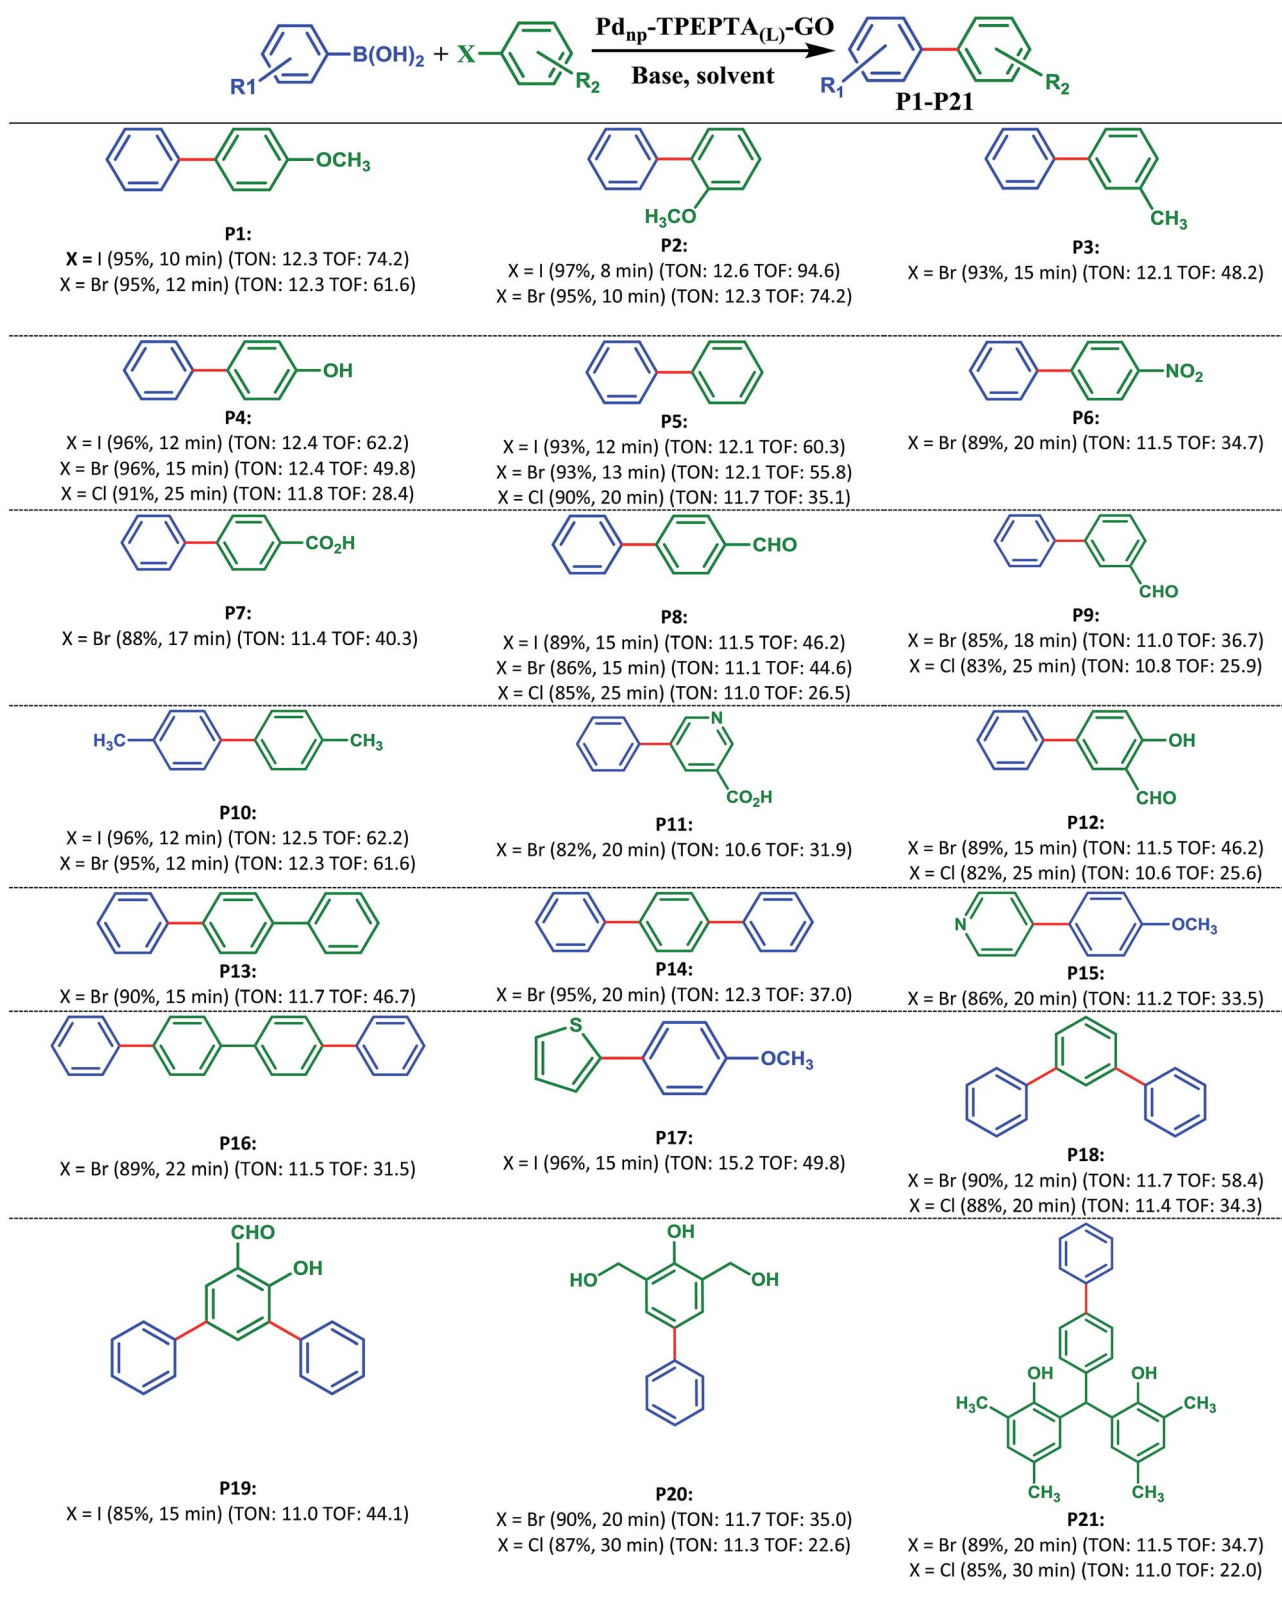 Pdnp-TPEPTA(L)-GO
B(OH)2 + X
R1 R2
Base, solvent
R1 R2
P1-P21
OCH3
P1:
X = I (95%, 10 min) (TON: 12.3 TOF: 74.2)
X = Br (95%, 12 min) (TON: 12.3 TOF: 61.6)
H3CO
P2:
X = I (97%, 8 min) (TON: 12.6 TOF: 94.6)
X = Br (95%, 10 min) (TON: 12.3 TOF: 74.2)
CH3
P3:
X = Br (93%, 15 min) (TON: 12.1 TOF: 48.2)
OH
P4:
X = I (96%, 12 min) (TON: 12.4 TOF: 62.2)
X = Br (96%, 15 min) (TON: 12.4 TOF: 49.8)
X = Cl (91%, 25 min) (TON: 11.8 TOF: 28.4)
P5:
X = I (93%, 12 min) (TON: 12.1 TOF: 60.3)
X = Br (93%, 13 min) (TON: 12.1 TOF: 55.8)
X = Cl (90%, 20 min) (TON: 11.7 TOF: 35.1)
NO2
P6:
X = Br (89%, 20 min) (TON: 11.5 TOF: 34.7)
CO2H
P7:
X = Br (88%, 17 min) (TON: 11.4 TOF: 40.3)
CHO
P8:
X = I (89%, 15 min) (TON: 11.5 TOF: 46.2)
X = Br (86%, 15 min) (TON: 11.1 TOF: 44.6)
X = Cl (85%, 25 min) (TON: 11.0 TOF: 26.5)
CHO
P9:
X = Br (85%, 18 min) (TON: 11.0 TOF: 36.7)
X = Cl (83%, 25 min) (TON: 10.8 TOF: 25.9)
H3C CH3
P10:
X = I (96%, 12 min) (TON: 12.5 TOF: 62.2)
X = Br (95%, 12 min) (TON: 12.3 TOF: 61.6)
N
CO2H
P11:
X = Br (82%, 20 min) (TON: 10.6 TOF: 31.9)
OH
CHO
P12:
X = Br (89%, 15 min) (TON: 11.5 TOF: 46.2)
X = Cl (82%, 25 min) (TON: 10.6 TOF: 25.6)
P13:
X = Br (90%, 15 min) (TON: 11.7 TOF: 46.7)
P14:
X = Br (95%, 20 min) (TON: 12.3 TOF: 37.0)
N OCH3
P15:
X = Br (86%, 20 min) (TON: 11.2 TOF: 33.5)
P16:
X = Br (89%, 22 min) (TON: 11.5 TOF: 31.5)
S
OCH3
P17:
X = I (96%, 15 min) (TON: 15.2 TOF: 49.8)
P18:
X = Br (90%, 12 min) (TON: 11.7 TOF: 58.4)
X = Cl (88%, 20 min) (TON: 11.4 TOF: 34.3)
CHO
OH
P19:
X = I (85%, 15 min) (TON: 11.0 TOF: 44.1)
OH
HO OH
P20:
X = Br (90%, 20 min) (TON: 11.7 TOF: 35.0)
X = Cl (87%, 30 min) (TON: 11.3 TOF: 22.6)
OH OH
H3C CH3
CH3 CH3
P21:
X = Br (89%, 20 min) (TON: 11.5 TOF: 34.7)
X = Cl (85%, 30 min) (TON: 11.0 TOF: 22.0)